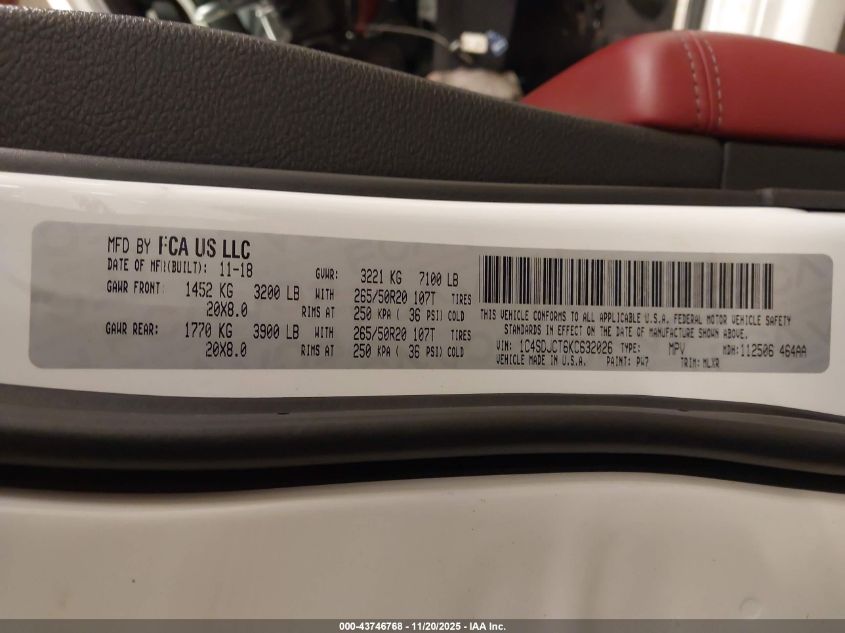 MFD BY FCA US LLC
DATE OF MFR(BUILT): 11-18
GVWR: 3221 KG 7100 LB
GAWR FRONT: 1452 KG 3200 LB WITH 265/50R20 107T TIRES
20X8.0 RIMS AT 250 KPA ( 36 PSI) COLD
GAWR REAR: 1770 KG 3900 LB WITH 265/50R20 107T TIRES
20X8.0 RIMS AT 250 KPA ( 36 PSI) COLD
THIS VEHICLE CONFORMS TO ALL APPLICABLE U.S.A. FEDERAL MOTOR VEHICLE SAFETY
STANDARDS IN EFFECT ON THE DATE OF MANUFACTURE SHOWN ABOVE.
VIN: 1C4SDJCT6KC632026 TYPE: MPV MDH:112506 464AA
VEHICLE MADE IN U.S.A. PAINT: PW7 TRIM: MLXR
000-43746768 - 11/20/2025 - IAA Inc.